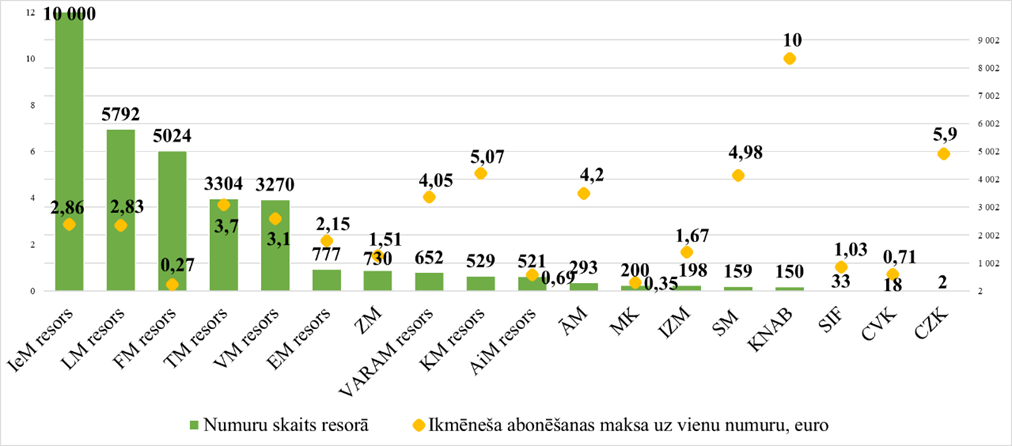 12
10
8
6
4
2
0
9 002
8 002
7 002
6 002
5 002
4 002
3 002
2 002
1 002
2
10 000
5792
5024
3304
3270
777
730
652
529
521
293
200
198
159
150
33
18
2
2,86
2,83
0,27
3,7
3,1
2,15
1,51
4,05
5,07
0,69
4,2
0,35
1,67
4,98
10
1,03
0,71
5,9
IeM resors
LM resors
FM resors
TM resors
VM resors
EM resors
ZM
VARAM resors
KM resors
AiM resors
ĀM
MK
IZM
SM
KNAB
SIF
CVK
CZK
Numuru skaits resorā
Ikmēneša abonēšanas maksa uz vienu numuru, euro